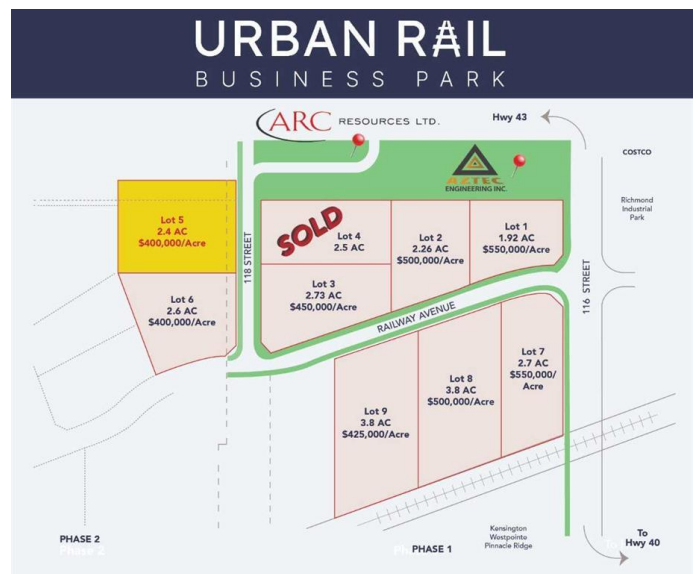 URBAN RAIL
BUSINESS PARK
ARC RESOURCES LTD.
Hwy 43
COSTCO
AZTEC
ENGINEERING INC.
Richmond
Industrial
Park
Lot 5
2.4 AC
$400,000/Acre
118 STREET
SOLD
Lot 4
2.5 AC
Lot 2
2.26 AC
$500,000/Acre
Lot 1
1.92 AC
$550,000/Acre
Lot 6
2.6 AC
$400,000/Acre
Lot 3
2.73 AC
$450,000/Acre
116 STREET
RAILWAY AVENUE
Lot 7
2.7 AC
$550,000/
Acre
Lot 8
3.8 AC
$500,000/Acre
Lot 9
3.8 AC
$425,000/Acre
PHASE 2
Phase 2
PHASE 1
Kensington
Westpointe
Pinnacle Ridge
To
Hwy 40